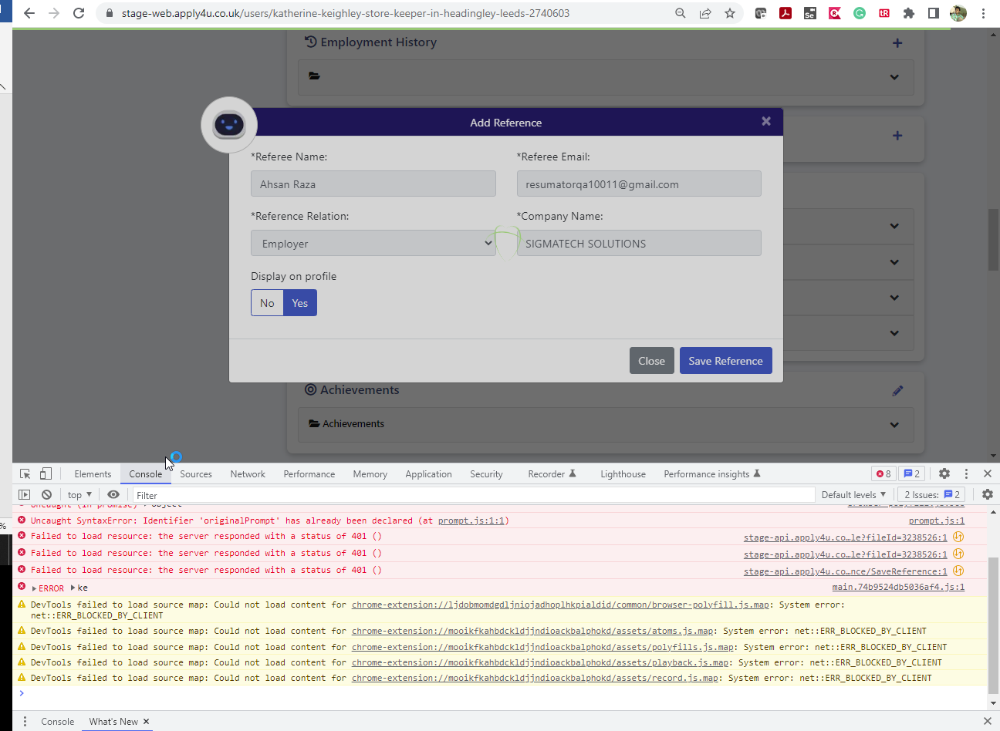 stage-web.apply4u.co.uk/users/katherine-keighley-store-keeper-in-headingley-leeds-2740603
Employment History
Add Reference
*Referee Name:
*Referee Email:
Ahsan Raza
resumatorqa10011@gmail.com
*Reference Relation:
*Company Name:
Employer
SIGMATECH SOLUTIONS
Display on profile
No Yes
Close Save Reference
Achievements
Achievements
Elements Console Sources Network Performance Memory Application Security Recorder Lighthouse Performance insights 8 2
top Filter Default levels 2 Issues: 2
Uncaught (in promise) Object
Uncaught SyntaxError: Identifier 'originalPrompt' has already been declared (at prompt.js:1:1) prompt.js:1
Failed to load resource: the server responded with a status of 401 () stage-api.apply4u.co…le?fileId=3238526:1
Failed to load resource: the server responded with a status of 401 () stage-api.apply4u.co…le?fileId=3238526:1
Failed to load resource: the server responded with a status of 401 () stage-api.apply4u.co…nce/SaveReference:1
ERROR ke main.74b9524db5036af4.js:1
DevTools failed to load source map: Could not load content for chrome-extension://ljdobmomdgdljniojadhoplhkpialdid/common/browser-polyfill.js.map: System error:
net::ERR_BLOCKED_BY_CLIENT
DevTools failed to load source map: Could not load content for chrome-extension://mooikfkahbdckldjjndioackbalphokd/assets/atoms.js.map: System error: net::ERR_BLOCKED_BY_CLIENT
DevTools failed to load source map: Could not load content for chrome-extension://mooikfkahbdckldjjndioackbalphokd/assets/polyfills.js.map: System error: net::ERR_BLOCKED_BY_CLIENT
DevTools failed to load source map: Could not load content for chrome-extension://mooikfkahbdckldjjndioackbalphokd/assets/playback.js.map: System error: net::ERR_BLOCKED_BY_CLIENT
DevTools failed to load source map: Could not load content for chrome-extension://mooikfkahbdckldjjndioackbalphokd/assets/record.js.map: System error: net::ERR_BLOCKED_BY_CLIENT
Console What's New